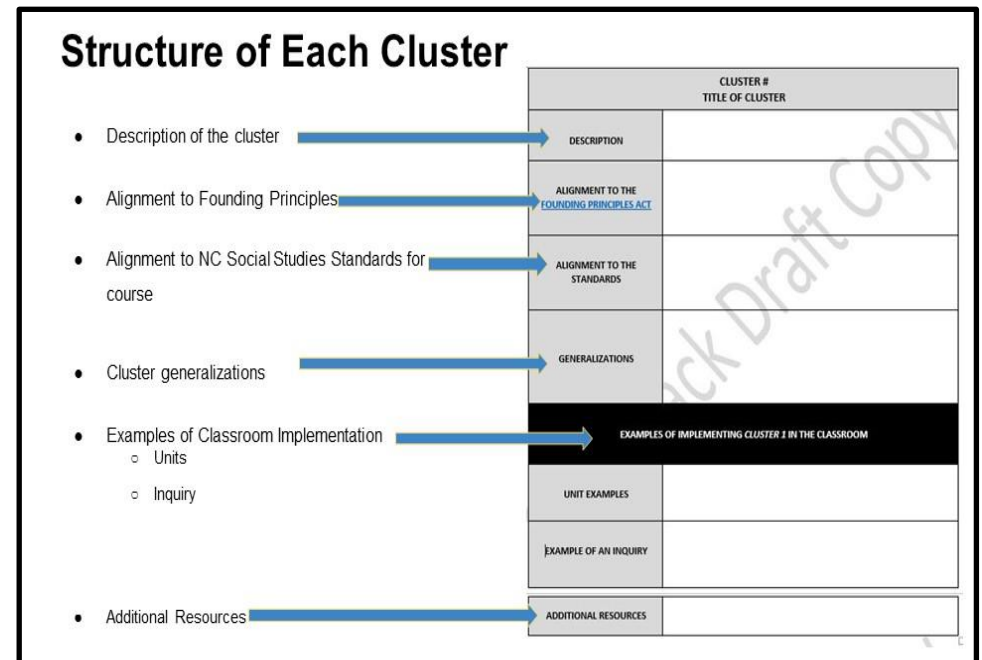 Structure of Each Cluster
● Description of the cluster
● Alignment to Founding Principles
● Alignment to NC Social Studies Standards for
course
● Cluster generalizations
● Examples of Classroom Implementation
○ Units
○ Inquiry
● Additional Resources
CLUSTER #
TITLE OF CLUSTER
DESCRIPTION
ALIGNMENT TO THE
FOUNDING PRINCIPLES ACT
ALIGNMENT TO THE
STANDARDS
GENERALIZATIONS
EXAMPLES OF IMPLEMENTING CLUSTER 1 IN THE CLASSROOM
UNIT EXAMPLES
EXAMPLE OF AN INQUIRY
ADDITIONAL RESOURCES
Draft Copy